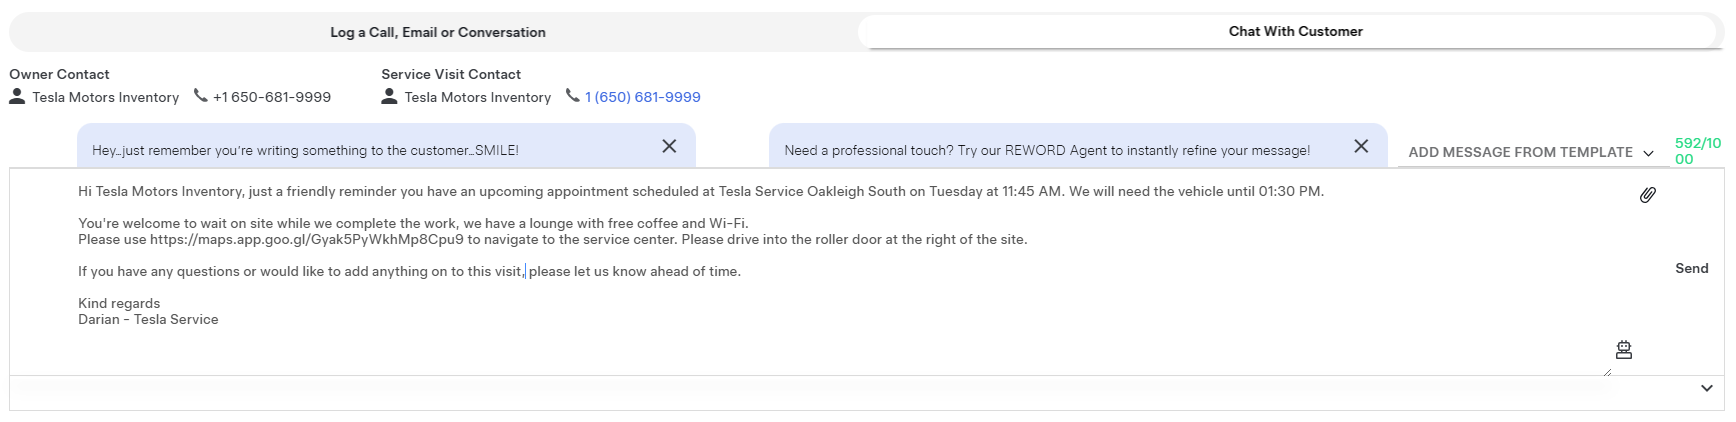 Log a Call, Email or Conversation
Chat With Customer
Owner Contact
Service Visit Contact
Tesla Motors Inventory
+1 650-681-9999
Tesla Motors Inventory
1 (650) 681-9999
Hey...just remember you're writing something to the customer...SMILE!
Need a professional touch? Try our REWORD Agent to instantly refine your message!
ADD MESSAGE FROM TEMPLATE
592/10
00
Hi Tesla Motors Inventory, just a friendly reminder you have an upcoming appointment scheduled at Tesla Service Oakleigh South on Tuesday at 11:45 AM. We will need the vehicle until 01:30 PM.
You're welcome to wait on site while we complete the work, we have a lounge with free coffee and Wi-Fi.
Please use https://maps.app.goo.gl/Gyak5PyWkhMp8Cpu9 to navigate to the service center. Please drive into the roller door at the right of the site.
If you have any questions or would like to add anything on to this visit, please let us know ahead of time.
Send
Kind regards
Darian - Tesla Service